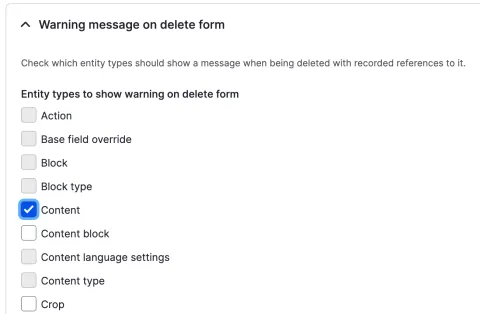 Warning message on delete form
Check which entity types should show a message when being deleted with recorded references to it.
Entity types to show warning on delete form
Action
Base field override
Block
Block type
Content
Content block
Content language settings
Content type
Crop